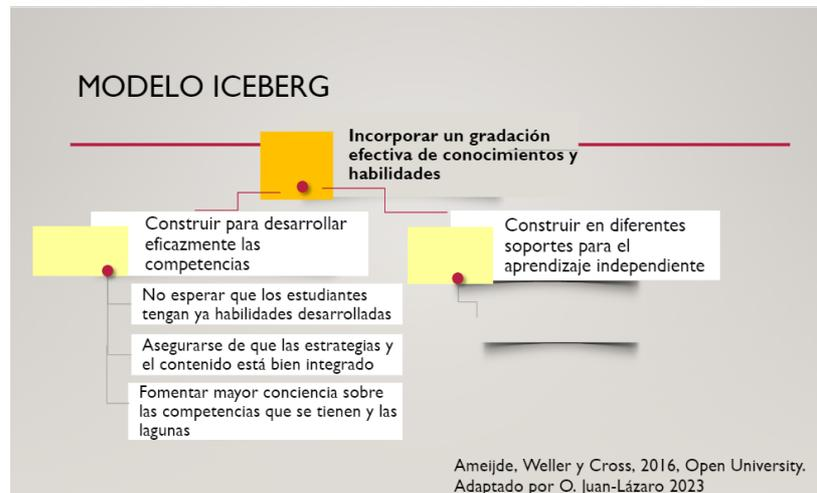 MODELO ICEBERG
Incorporar un gradación
efectiva de conocimientos y
habilidades
Construir para desarrollar
eficazmente las
competencias
No esperar que los estudiantes
tengan ya habilidades desarrolladas
Asegurarse de que las estrategias y
el contenido está bien integrado
Fomentar mayor conciencia sobre
las competencias que se tienen y las
lagunas
Construir en diferentes
soportes para el
aprendizaje independiente
Ameijde, Weller y Cross, 2016, Open University.
Adaptado por O. Juan-Lázaro 2023